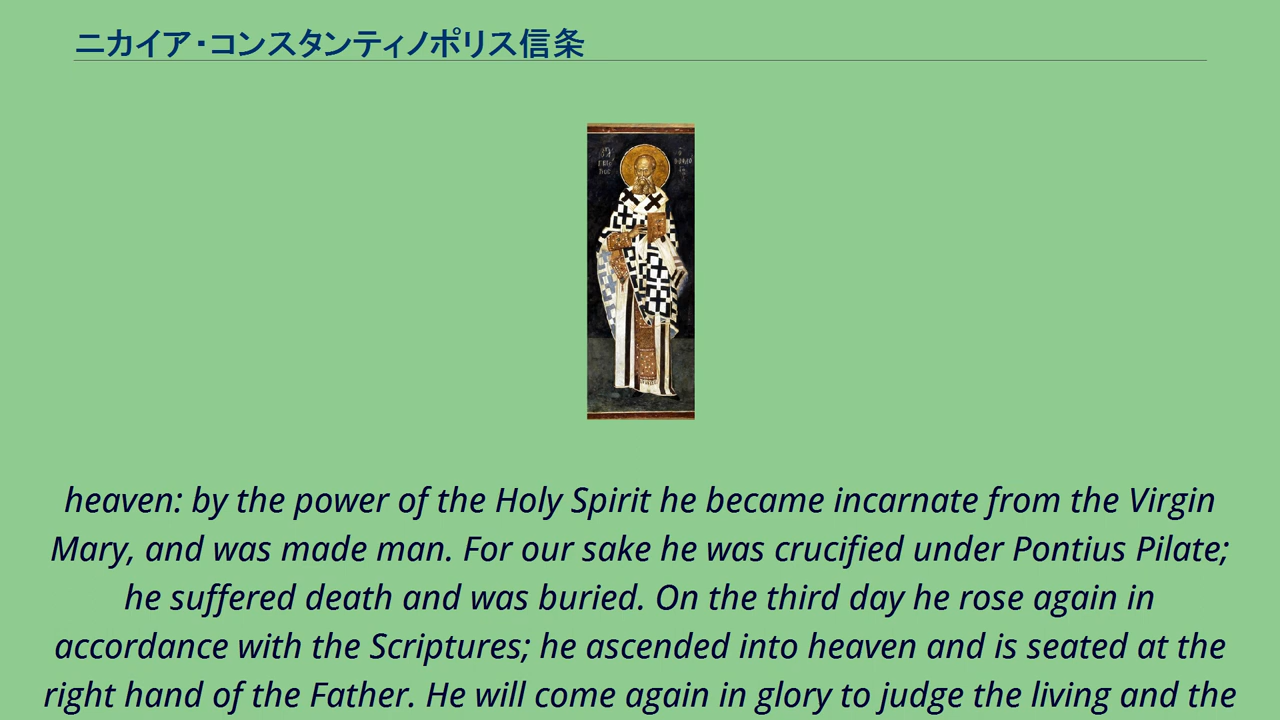 ニカイア・コンスタンティノポリス信条
heaven: by the power of the Holy Spirit he became incarnate from the Virgin
Mary, and was made man. For our sake he was crucified under Pontius Pilate;
he suffered death and was buried. On the third day he rose again in
accordance with the Scriptures; he ascended into heaven and is seated at the
right hand of the Father. He will come again in glory to judge the living and the